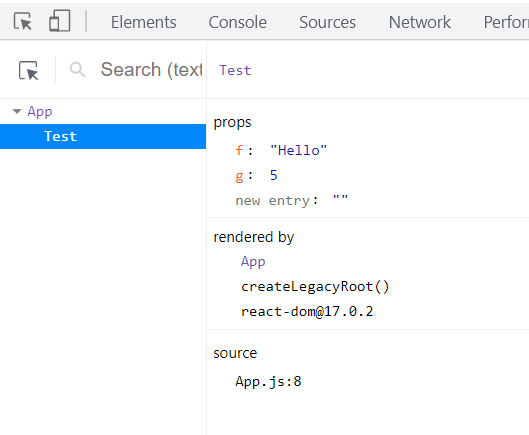 Elements Console Sources Network Perfor
Search (text Test
App
Test
props
f: "Hello"
g: 5
new entry: ""
rendered by
App
createLegacyRoot()
react-dom@17.0.2
source
App.js:8